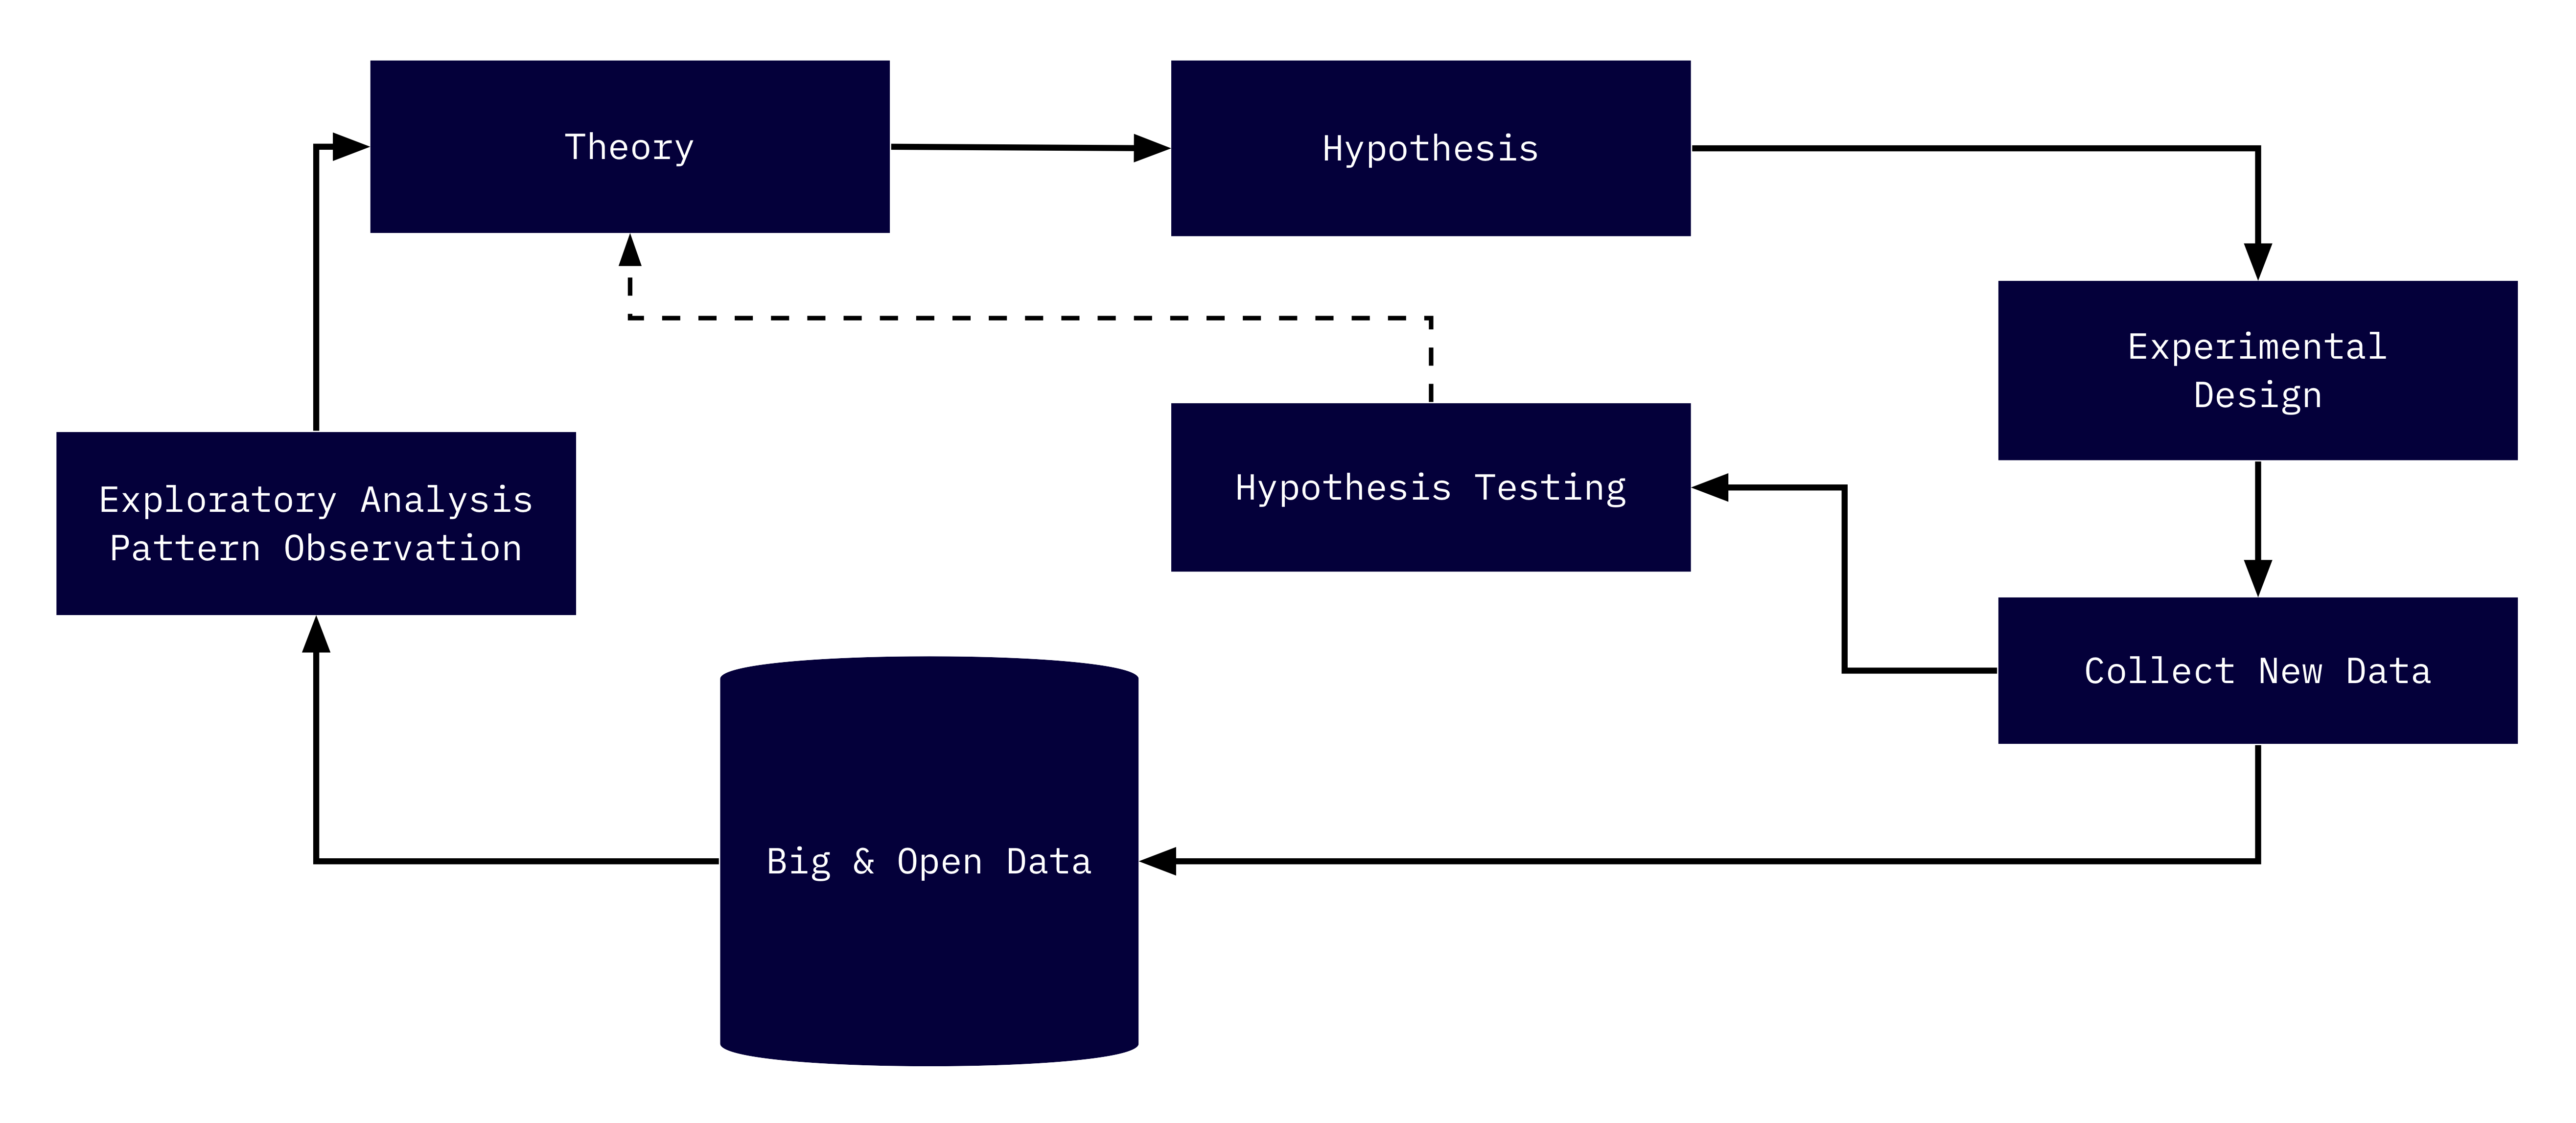 Theory
Hypothesis
Experimental
Design
Hypothesis Testing
Exploratory Analysis
Pattern Observation
Collect New Data
Big & Open Data